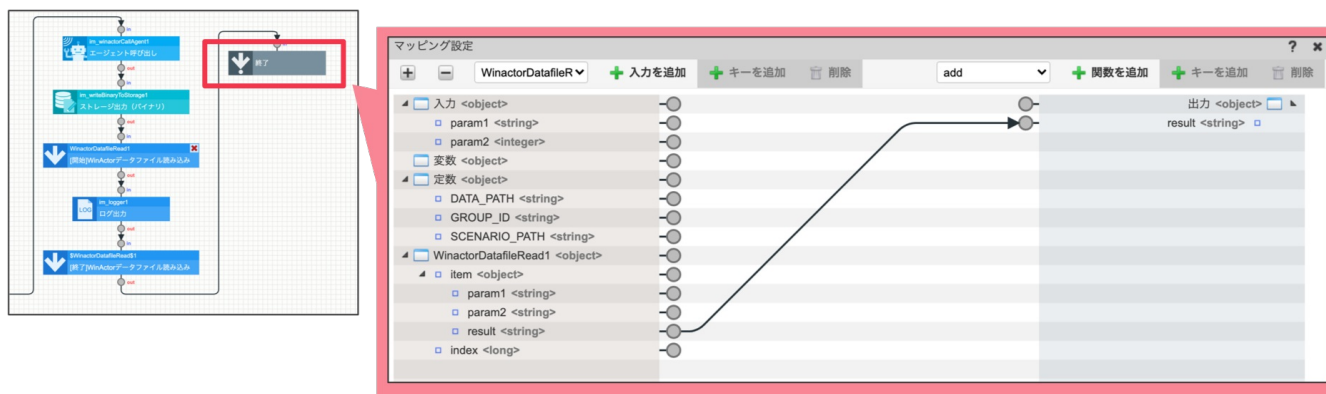 in
im_winactorCallAgent1
エージェント呼び出し
out
in
im_writeBinaryToStorage1
ストレージ出力（バイナリ）
out
in
WinactorDatafileRead1
[開始]WinActorデータファイル読み込み
out
in
im_logger1
LOG
ログ出力
out
in
$WinactorDatafileRead$1
[終了]WinActorデータファイル読み込み
out
in
終了
マッピング設定
? ×
WinactorDatafileR
入力を追加
キーを追加
削除
add
関数を追加
キーを追加
削除
入力 <object>
出力 <object>
param1 <string>
result <string>
param2 <integer>
変数 <object>
定数 <object>
DATA_PATH <string>
GROUP_ID <string>
SCENARIO_PATH <string>
WinactorDatafileRead1 <object>
item <object>
param1 <string>
param2 <string>
result <string>
index <long>